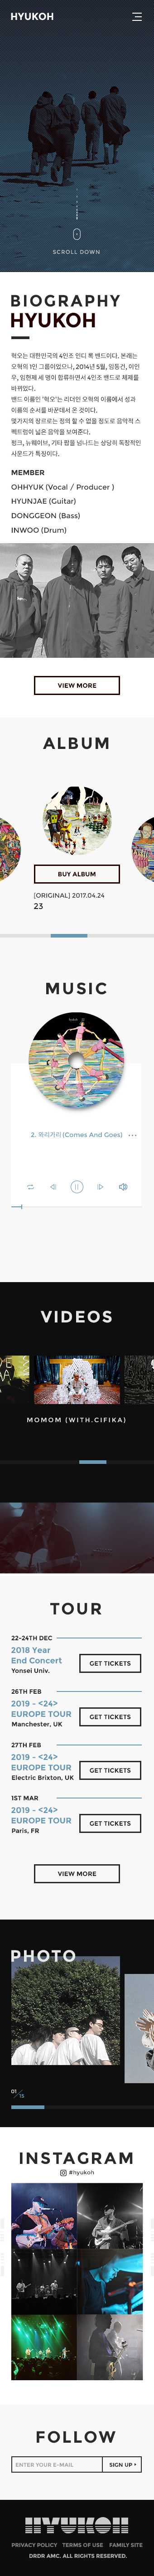 HYUKOH
SCROLL DOWN
BIOGRAPHY
HYUKOH
혁오는 대한민국의 4인조 인디 록 밴드이다. 본래는
오혁의 1인 그룹이었으나, 2014년 5월, 임동건, 이인
우, 임현제 세 명이 합류하면서 4인조 밴드로 체제를
바꿔었다.
밴드 이름인 '혁오'는 리더인 오혁의 이름에서 성과
이름의 순서를 바꾼데서 온 것이다.
몇가지의 장르로는 정의 할 수 없을 정도로 음악적 스
펙트럼이 넓은 음악을 보여준다.
펑크, 뉴웨이브, 기타 팝을 넘나드는 상당히 독창적인
사운드가 특징이다.
MEMBER
OHHYUK (Vocal / Producer )
HYUNJAE (Guitar)
DONGGEON (Bass)
INWOO (Drum)
VIEW MORE
ALBUM
BUY ALBUM
[ORIGINAL] 2017.04.24
23
MUSIC
2. 와리가리 (Comes And Goes)
VIDEOS
MOMOM (WITH.CIFIKA)
TOUR
22-24TH DEC
2018 Year
End Concert
Yonsei Univ.
GET TICKETS
26TH FEB
2019 - <24>
EUROPE TOUR
Manchester, UK
GET TICKETS
27TH FEB
2019 - <24>
EUROPE TOUR
Electric Brixton, UK
GET TICKETS
1ST MAR
2019 - <24>
EUROPE TOUR
Paris, FR
GET TICKETS
VIEW MORE
PHOTO
01/15
INSTAGRAM
#hyukoh
FOLLOW
ENTER YOUR E-MAIL
SIGN UP
HYUKOH
PRIVACY POLICY TERMS OF USE FAMILY SITE
DRDR AMC. ALL RIGHTS RESERVED.